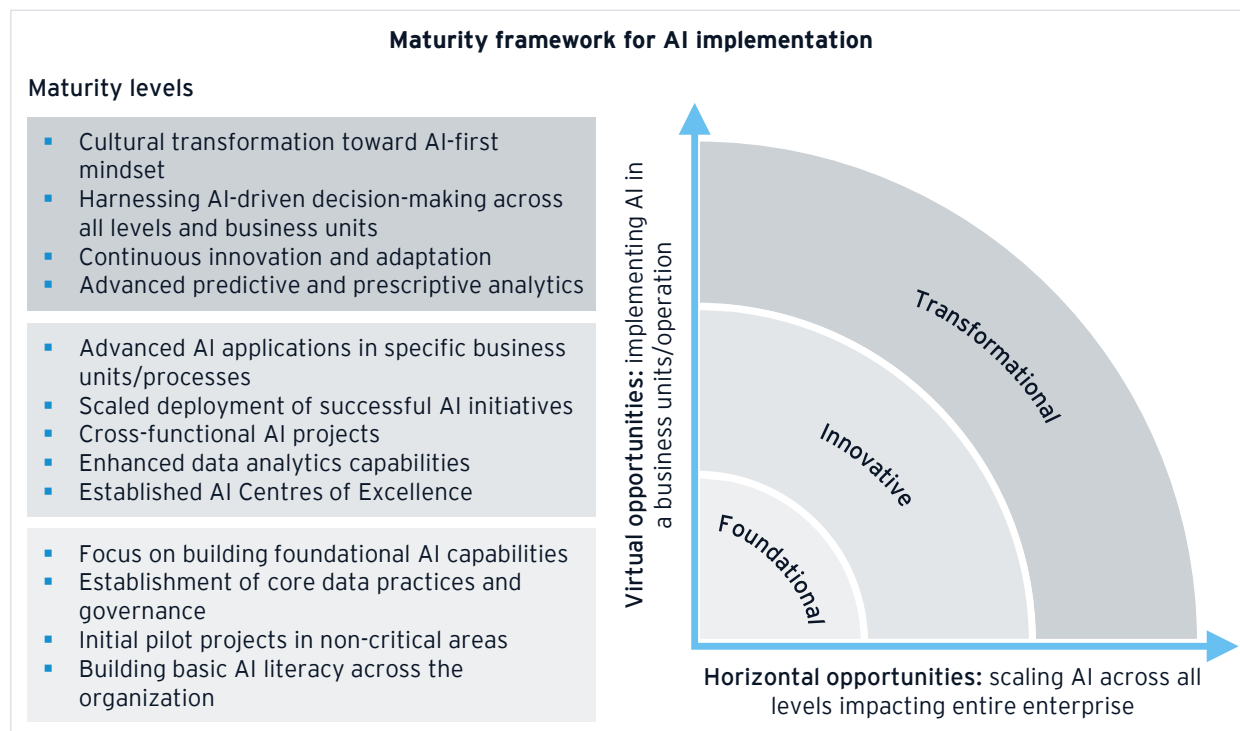 Maturity framework for AI implementation
Maturity levels
Cultural transformation toward AI-first
mindset
Harnessing AI-driven decision-making across
all levels and business units
Continuous innovation and adaptation
Advanced predictive and prescriptive analytics
Advanced AI applications in specific business
units/processes
Scaled deployment of successful AI initiatives
Cross-functional AI projects
Enhanced data analytics capabilities
Established AI Centres of Excellence
Focus on building foundational AI capabilities
Establishment of core data practices and
governance
Initial pilot projects in non-critical areas
Building basic AI literacy across the
organization
Virtual opportunities: implementing AI in
a business units/operation
Transformational
Innovative
Foundational
Horizontal opportunities: scaling AI across all
levels impacting entire enterprise